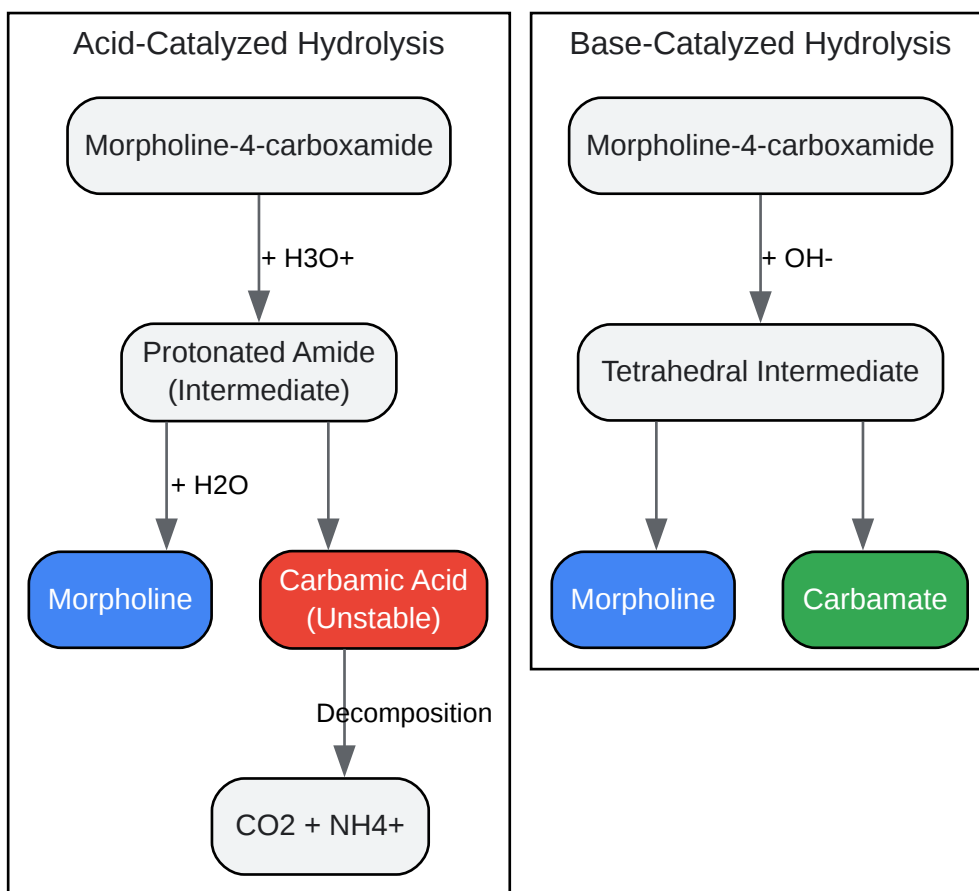 Acid-Catalyzed Hydrolysis
Morpholine-4-carboxamide
+ H3O+
Protonated Amide
(Intermediate)
+ H2O
Morpholine
Carbamic Acid
(Unstable)
Decomposition
CO2 + NH4+
Base-Catalyzed Hydrolysis
Morpholine-4-carboxamide
+ OH-
Tetrahedral Intermediate
Morpholine
Carbamate